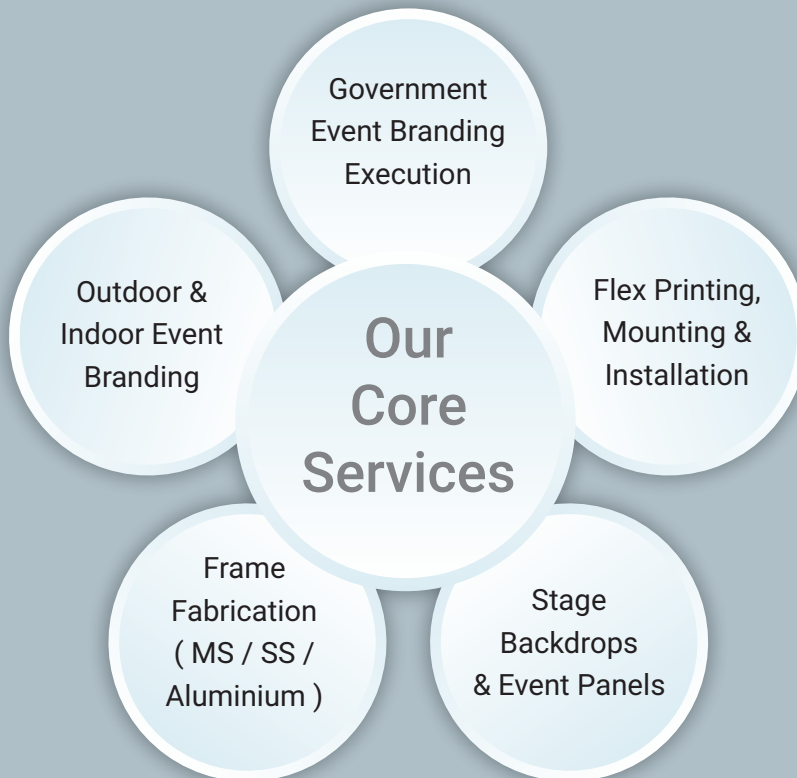 Government
Event Branding
Execution
Outdoor &
Indoor Event
Branding
Flex Printing,
Mounting &
Installation
Our
Core
Services
Frame
Fabrication
( MS / SS /
Aluminium )
Stage
Backdrops
& Event Panels